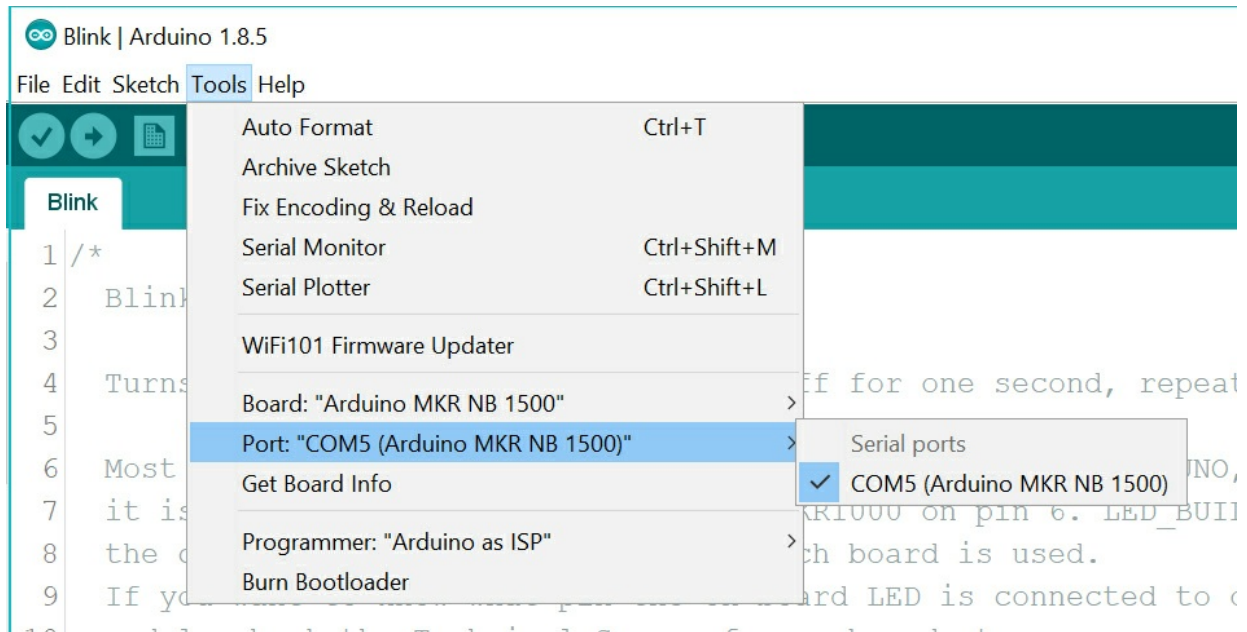 Blink | Arduino 1.8.5
File Edit Sketch Tools Help
Auto Format Ctrl+T
Archive Sketch
Fix Encoding & Reload
Serial Monitor Ctrl+Shift+M
Serial Plotter Ctrl+Shift+L
WiFi101 Firmware Updater
Board: "Arduino MKR NB 1500"
Port: "COM5 (Arduino MKR NB 1500)"
Get Board Info
Programmer: "Arduino as ISP"
Burn Bootloader
Serial ports
COM5 (Arduino MKR NB 1500)
Blink
1 /*
2 Blink
3
4 Turns ff for one second, repeat
5
6 Most UNO,
7 it is on pin 6. LED_BUI
8 the ch board is used.
9 If board LED is connected to
10